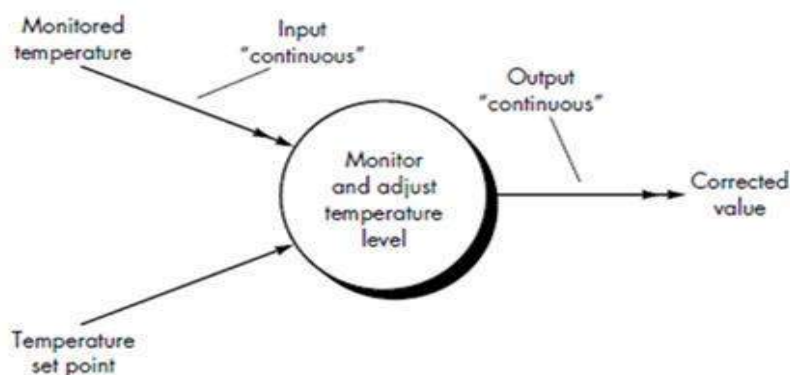 Monitored
temperature
Input
"continuous"
Output
"continuous"
Monitor
and adjust
temperature
level
Corrected
value
Temperature
set point